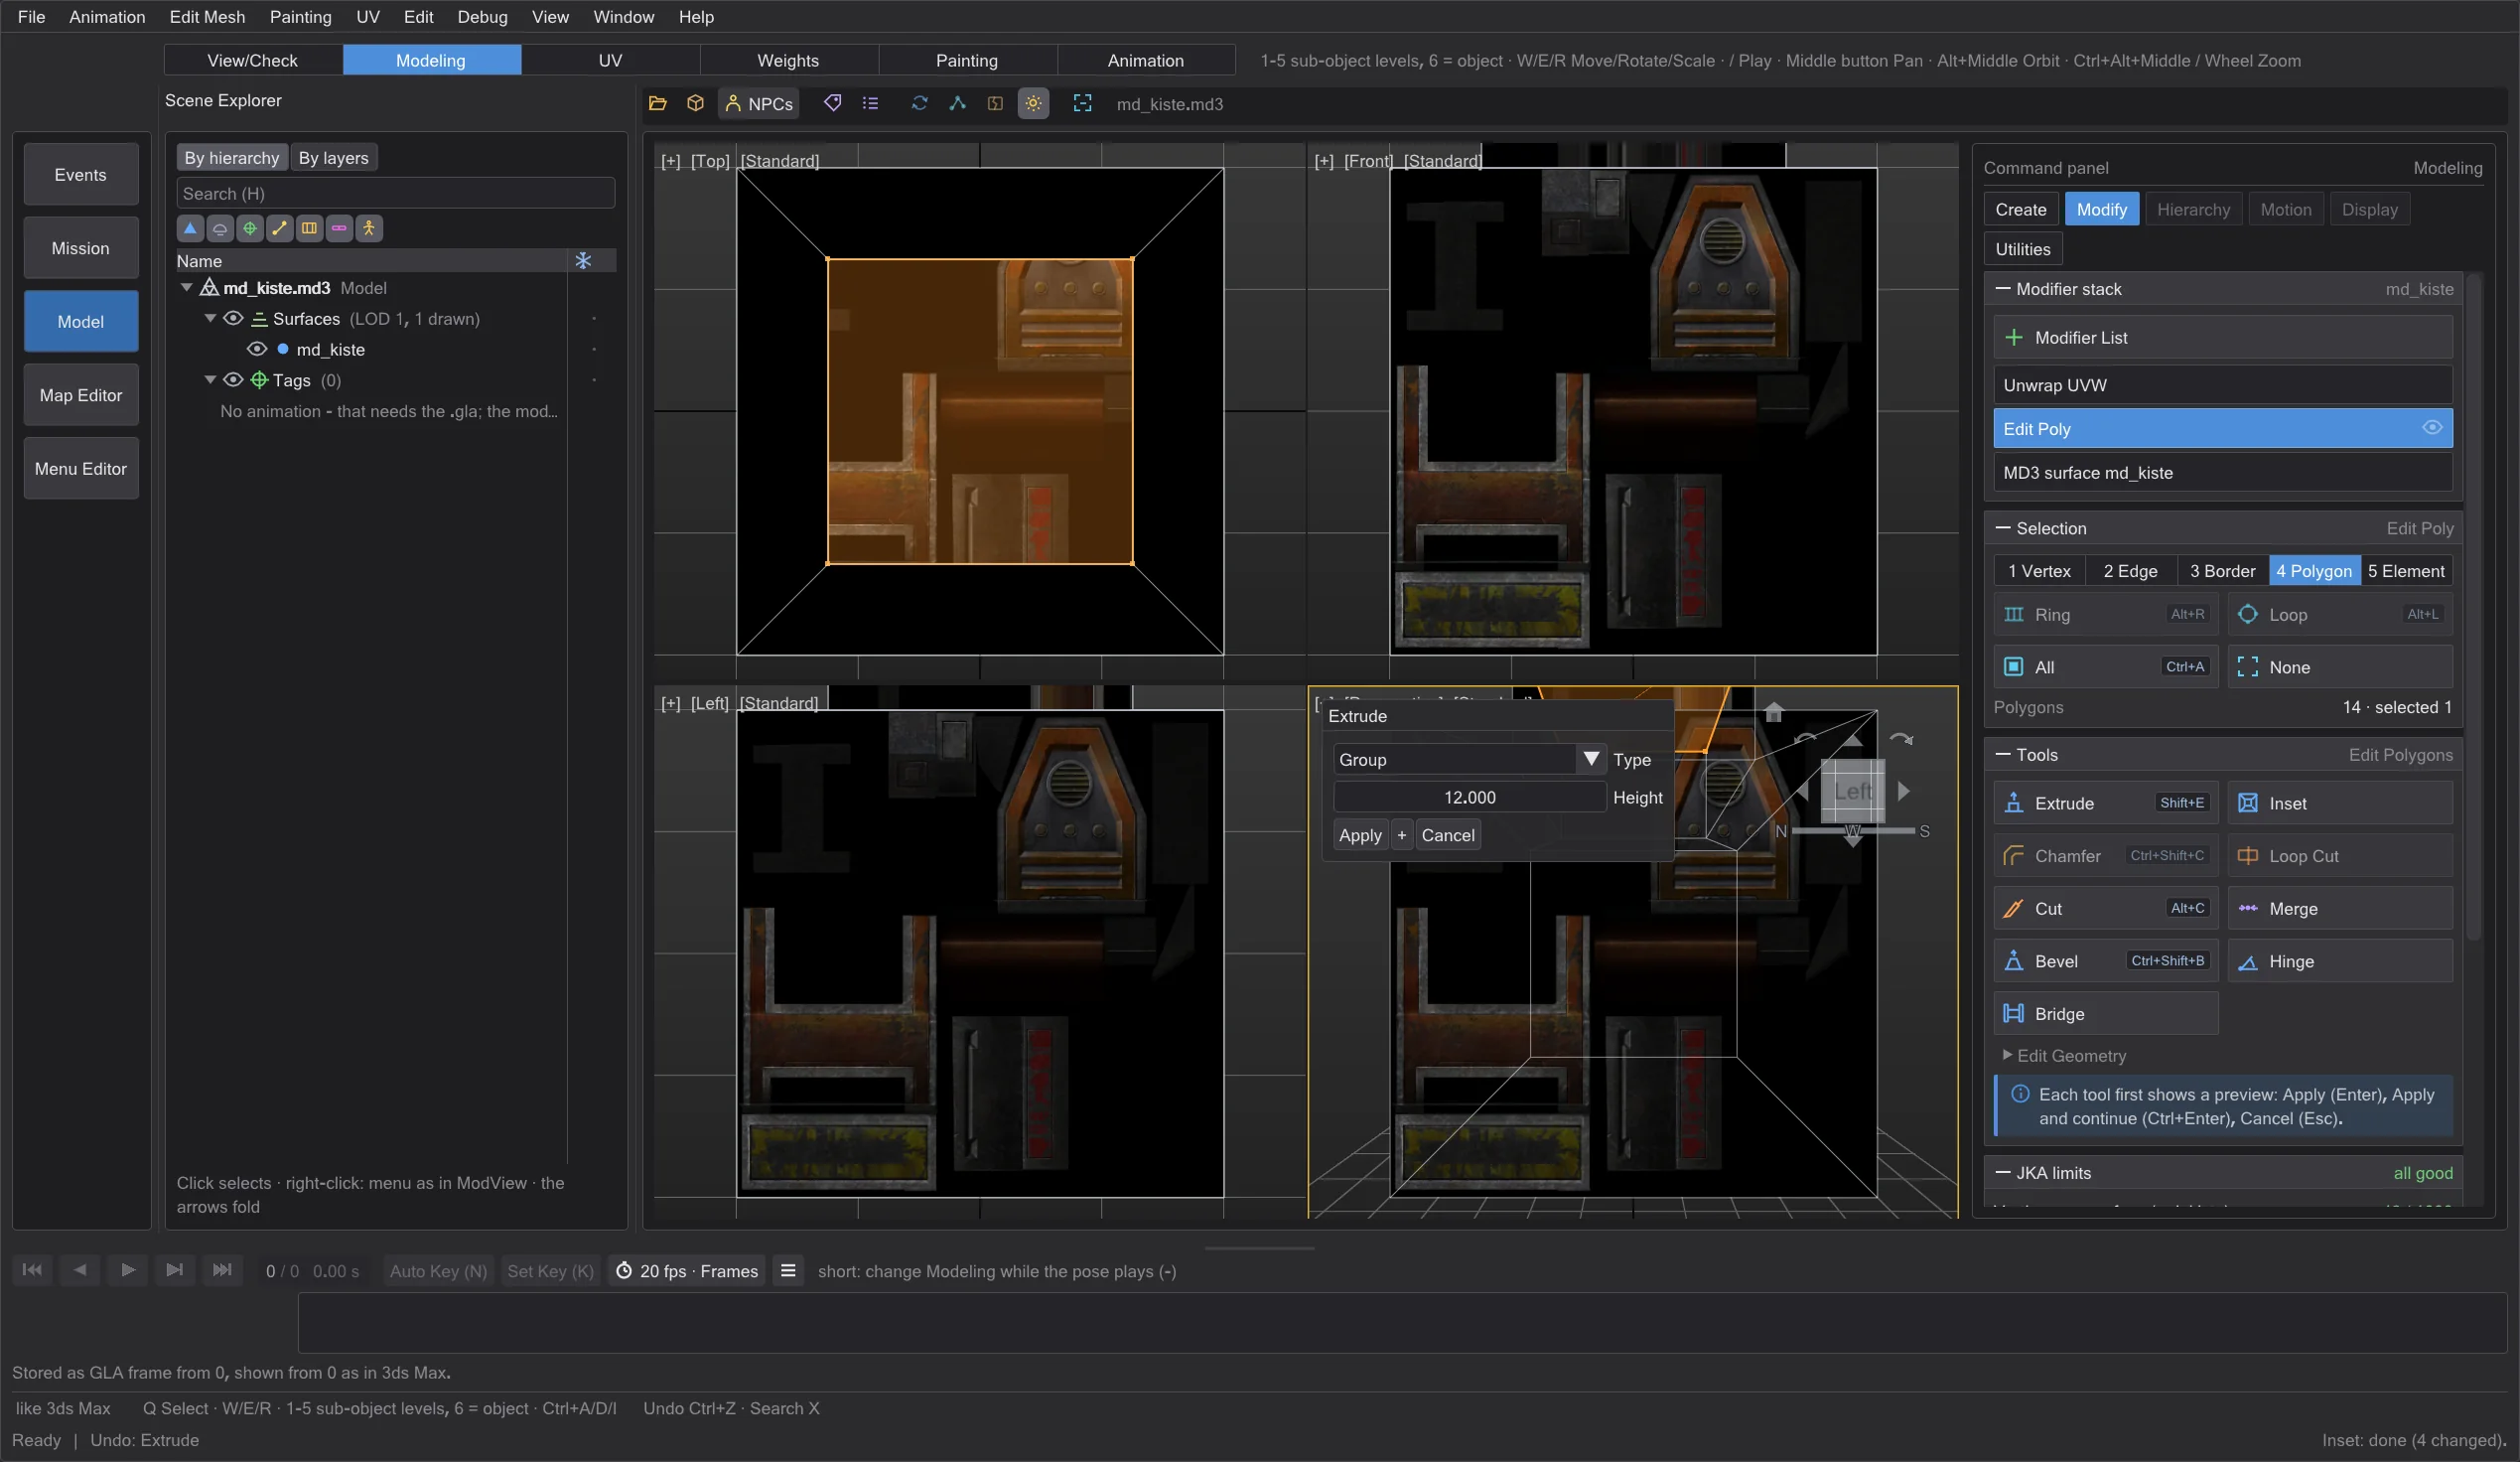 File Animation Edit Mesh Painting UV Edit Debug View Window Help
View/Check Modeling UV Weights Painting Animation 1-5 sub-object levels, 6 = object · W/E/R Move/Rotate/Scale · / Play · Middle button Pan · Alt+Middle Orbit · Ctrl+Alt+Middle / Wheel Zoom
Scene Explorer
NPCs md_kiste.md3
Events
Mission
Model
Map Editor
Menu Editor
By hierarchy By layers
Search (H)
Name
md_kiste.md3 Model
Surfaces (LOD 1, 1 drawn)
md_kiste
Tags (0)
No animation - that needs the .gla; the mod...
Click selects · right-click: menu as in ModView · the
arrows fold
[+] [Top] [Standard]
[+] [Front] [Standard]
[+] [Left] [Standard]
Extrude
Group Type
12.000 Height
Apply + Cancel
Left
N W S
Command panel Modeling
Create Modify Hierarchy Motion Display
Utilities
Modifier stack md_kiste
Modifier List
Unwrap UVW
Edit Poly
MD3 surface md_kiste
Selection Edit Poly
1 Vertex 2 Edge 3 Border 4 Polygon 5 Element
Ring Alt+R Loop Alt+L
All Ctrl+A None
Polygons 14 · selected 1
Tools Edit Polygons
Extrude Shift+E Inset
Chamfer Ctrl+Shift+C Loop Cut
Cut Alt+C Merge
Bevel Ctrl+Shift+B Hinge
Bridge
Edit Geometry
Each tool first shows a preview: Apply (Enter), Apply
and continue (Ctrl+Enter), Cancel (Esc).
JKA limits all good
0 / 0 0.00 s Auto Key (N) Set Key (K) 20 fps · Frames short: change Modeling while the pose plays (-)
Stored as GLA frame from 0, shown from 0 as in 3ds Max.
like 3ds Max Q Select · W/E/R · 1-5 sub-object levels, 6 = object · Ctrl+A/D/I Undo Ctrl+Z · Search X
Ready | Undo: Extrude Inset: done (4 changed).